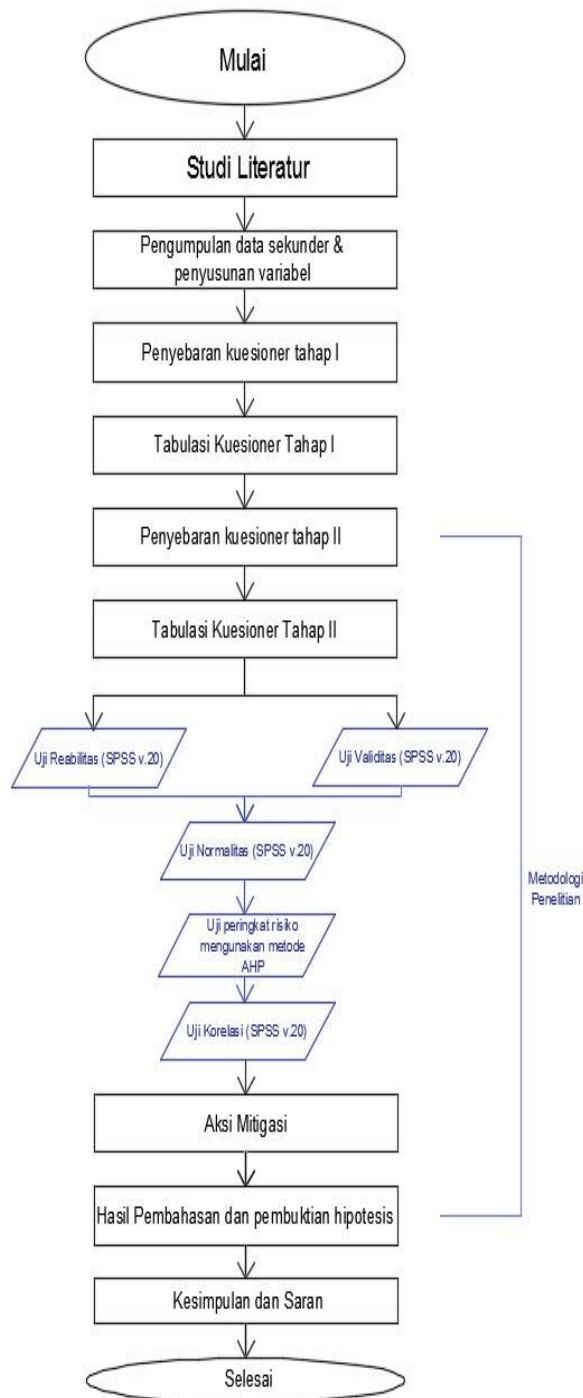 Mulai
Studi Literatur
Pengumpulan data sekunder &
penyusunan variabel
Penyebaran kuesioner tahap I
Tabulasi Kuesioner Tahap I
Penyebaran kuesioner tahap II
Tabulasi Kuesioner Tahap II
Uji Reabilitas (SPSS v.20)
Uji Validitas (SPSS v.20)
Uji Normalitas (SPSS v.20)
Uji peringkat risiko
mengunakan metode
AHP
Uji Korelasi (SPSS v.20)
Metodologi
Penelitian
Aksi Mitigasi
Hasil Pembahasan dan pembuktian hipotesis
Kesimpulan dan Saran
Selesai